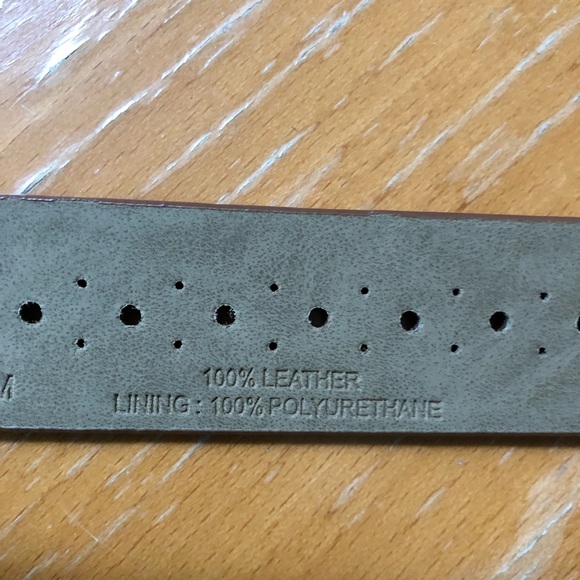 M
100% LEATHER
LINING : 100% POLYURETHANE